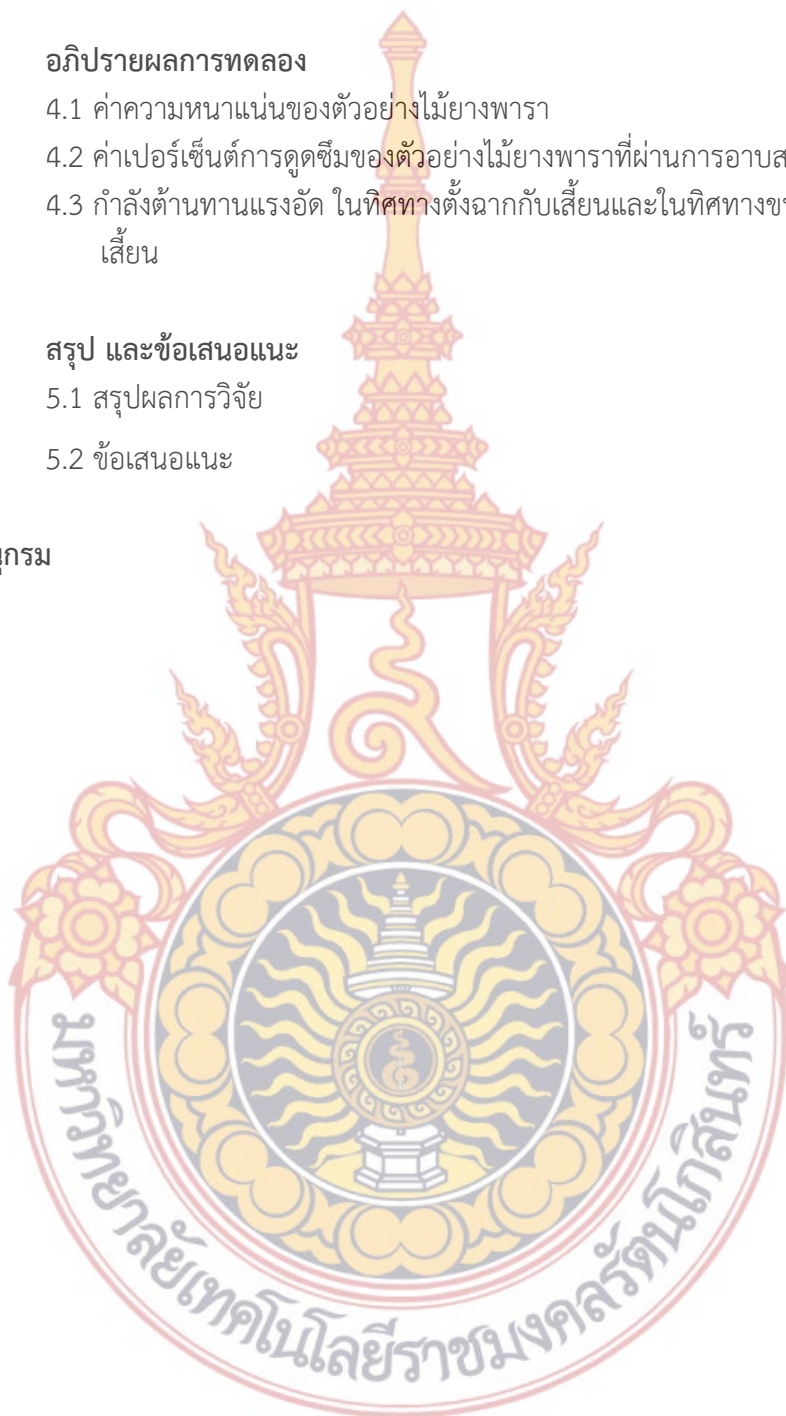 อภิปรายผลการทดลอง
4.1 ค่าความหนาแน่นของตัวอย่างไม้ยางพารา
4.2 ค่าเปอร์เซ็นต์การดูดซึมของตัวอย่างไม้ยางพาราที่ผ่านการอาบ
4.3 กำลังต้านทานแรงอัด ในทิศทางตั้งฉากกับเสี้ยนและในทิศทาง
เสี้ยน
สรุป และข้อเสนอแนะ
5.1 สรุปผลการวิจัย
5.2 ข้อเสนอแนะ
มหาวิทยาลัยเทคโนโลยีราชมงคลรัตนโกสินทร์